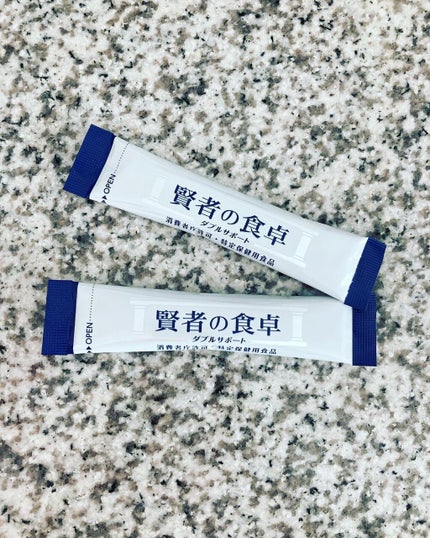 OPEN
賢者の食卓
ダブルサポート
消費者庁許可・特定保健用食品
OPEN
賢者の食卓
ダブルサポート
消費者庁許可・特定保健用食品